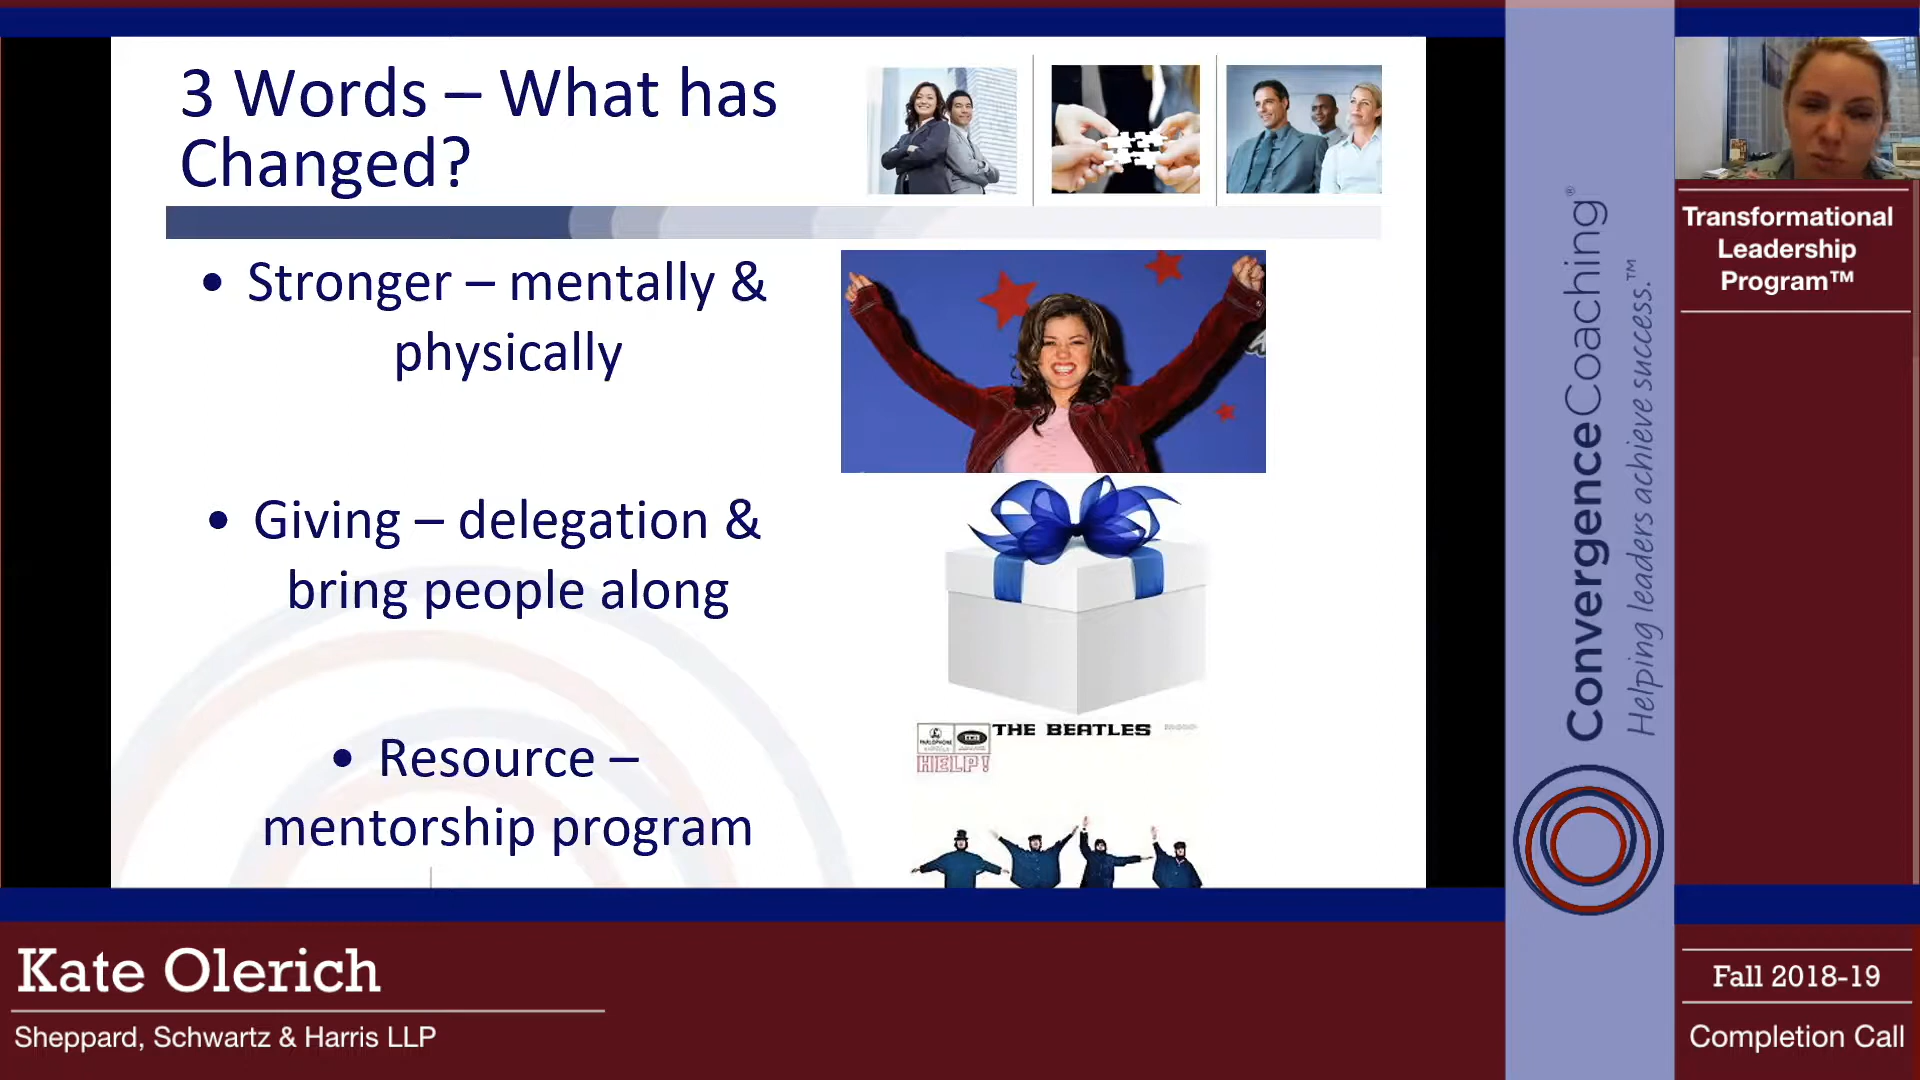 3 Words – What has
Changed?
• Stronger – mentally &
physically
• Giving – delegation &
bring people along
• Resource –
mentorship program
PARLOPHONE
THE BEATLES
HELP!
ConvergenceCoaching®
Helping leaders achieve success.™
Transformational
Leadership
Program™
Kate Olerich
Sheppard, Schwartz & Harris LLP
Fall 2018-19
Completion Call